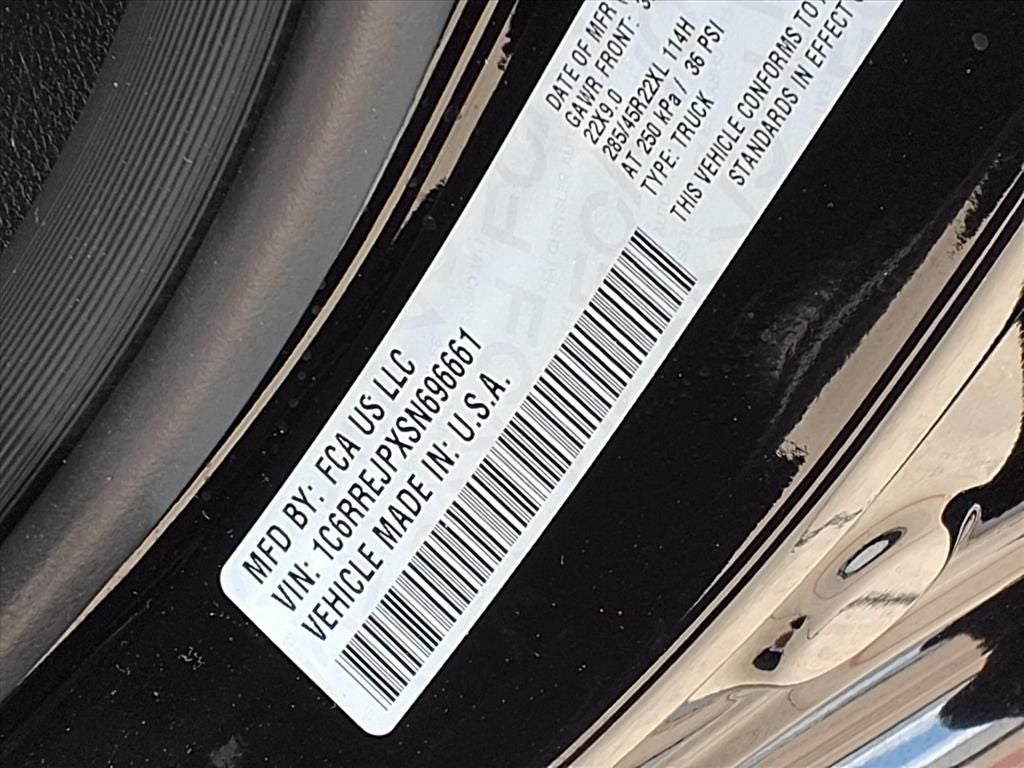 MFD BY: FCA US LLC
VIN: 1C6RREJPXSN696661
VEHICLE MADE IN: U.S.A.
DATE OF MFR
GAWR FRONT:
22X9.0
285/45R22XL 114H
AT 250 kPa / 36 PSI
TYPE: TRUCK
THIS VEHICLE CONFORMS TO
STANDARDS IN EFFECT